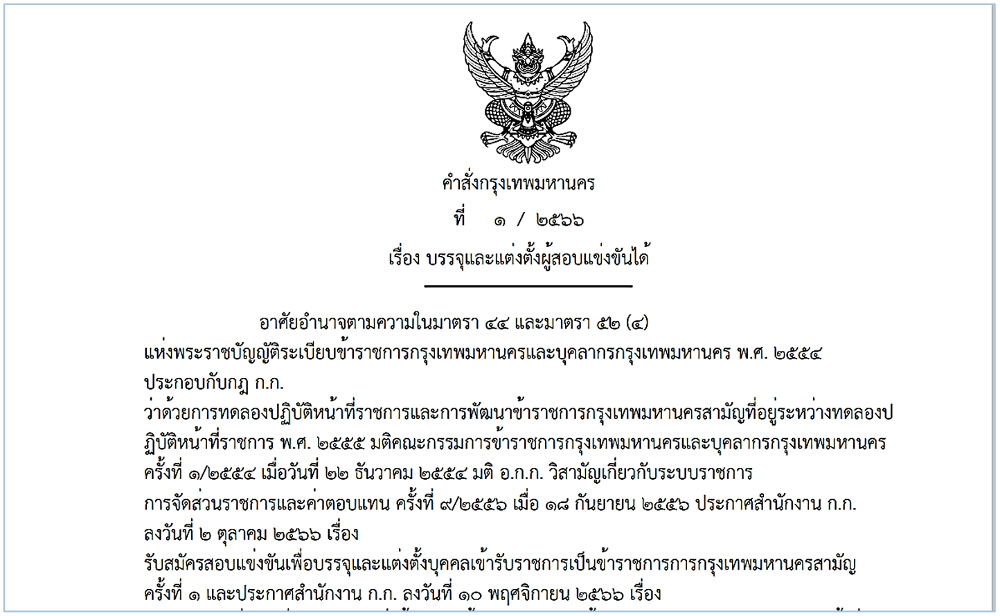 คำสั่งกรุงเทพมหานคร
ที่ ๑ / ๒๕๖๖
เรื่อง บรรจุและแต่งตั้งผู้สอบแข่งขันได้
อาศัยอำนาจตามความในมาตรา ๔๔ และมาตรา ๕๒ (๔)
แห่งพระราชบัญญัติระเบียบข้าราชการกรุงเทพมหานครและบุคลากรกรุงเทพมหานคร พ.ศ. ๒๕๕๔
ประกอบกับกฎ ก.ก.
ว่าด้วยการทดลองปฏิบัติหน้าที่ราชการและการพัฒนาข้าราชการกรุงเทพมหานครสามัญที่อยู่ระหว่างทดลองป
ฏิบัติหน้าที่ราชการ พ.ศ. ๒๕๕๕ มติคณะกรรมการข้าราชการกรุงเทพมหานครและบุคลากรกรุงเทพมหานคร
ครั้งที่ ๑/๒๕๕๔ เมื่อวันที่ ๒๒ ธันวาคม ๒๕๕๔ มติ อ.ก.ก. วิสามัญเกี่ยวกับระบบราชการ
การจัดส่วนราชการและค่าตอบแทน ครั้งที่ ๙/๒๕๕๖ เมื่อ ๑๘ กันยายน ๒๕๕๖ ประกาศสำนักงาน ก.ก.
ลงวันที่ ๒ ตุลาคม ๒๕๖๖ เรื่อง
รับสมัครสอบแข่งขันเพื่อบรรจุและแต่งตั้งบุคคลเข้ารับราชการเป็นข้าราชการการกรุงเทพมหานครสามัญ
ครั้งที่ ๑ และประกาศสำนักงาน ก.ก. ลงวันที่ ๑๐ พฤศจิกายน ๒๕๖๖ เรื่อง